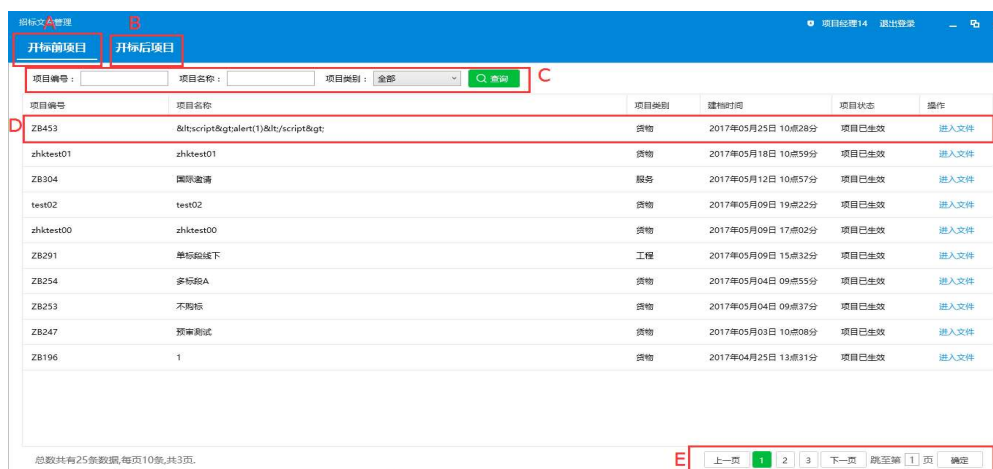 招标文件管理 项目经理14 退出登录
A B
开标前项目 开标后项目
项目编号： 项目名称： 项目类别： 全部 查询 C
项目编号 项目名称 项目类别 建档时间 项目状态 操作
D ZB453 &lt;script&gt;alert(1)&lt;/script&gt; 货物 2017年05月25日 10点28分 项目已生效 进入文件
zhktest01 zhktest01 货物 2017年05月18日 10点59分 项目已生效 进入文件
ZB304 国际邀请 服务 2017年05月12日 10点57分 项目已生效 进入文件
test02 test02 货物 2017年05月09日 19点22分 项目已生效 进入文件
zhktest00 zhktest00 货物 2017年05月09日 17点02分 项目已生效 进入文件
ZB291 单标段线下 工程 2017年05月09日 15点32分 项目已生效 进入文件
ZB254 多标段A 货物 2017年05月04日 09点55分 项目已生效 进入文件
ZB253 不购标 货物 2017年05月04日 09点37分 项目已生效 进入文件
ZB247 预审测试 货物 2017年05月03日 10点08分 项目已生效 进入文件
ZB196 1 货物 2017年04月25日 13点31分 项目已生效 进入文件
总数共有25条数据,每页10条,共3页. E 上一页 1 2 3 下一页 跳至第 1 页 确定